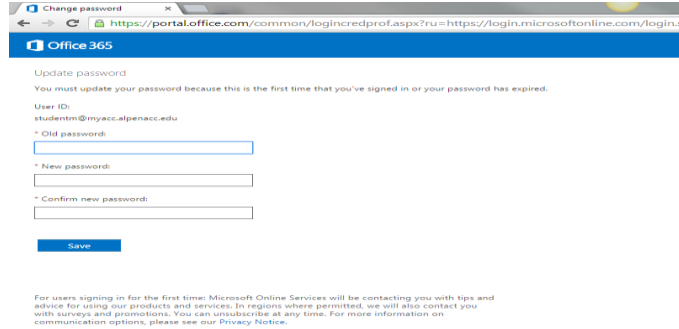 Change password
https://portal.office.com/common/logincredprof.aspx?ru=https://login.microsoftonline.com/login.s
Office 365
Update password
You must update your password because this is the first time that you've signed in or your password has expired.
User ID:
studentm@myacc.alpenacc.edu
* Old password:
* New password:
* Confirm new password:
Save
For users signing in for the first time: Microsoft Online Services will be contacting you with tips and
advice for using our products and services. In regions where permitted, we will also contact you
with surveys and promotions. You can unsubscribe at any time. For more information on
communication options, please see our Privacy Notice.